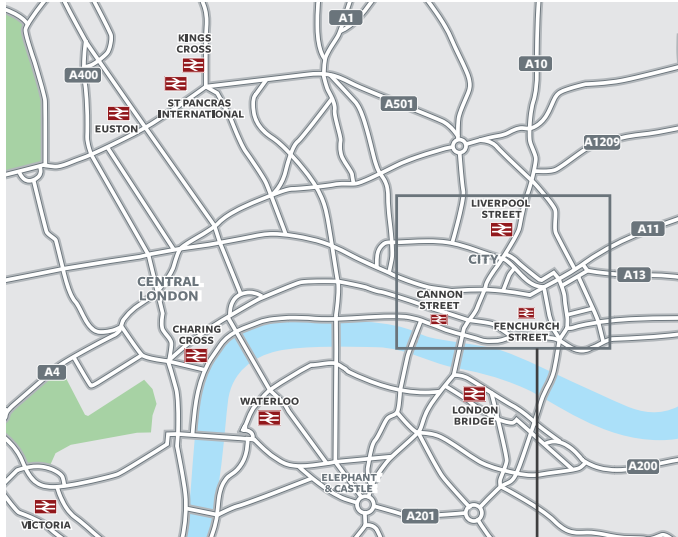 A1
KINGS
CROSS
A400
A10
ST PANCRAS
INTERNATIONAL
A501
EUSTON
A1209
LIVERPOOL
STREET
A11
CITY
A13
CENTRAL
LONDON
CANNON
STREET
FENCHURCH
STREET
CHARING
CROSS
A4
WATERLOO
LONDON
BRIDGE
A200
ELEPHANT
& CASTLE
A201
VICTORIA